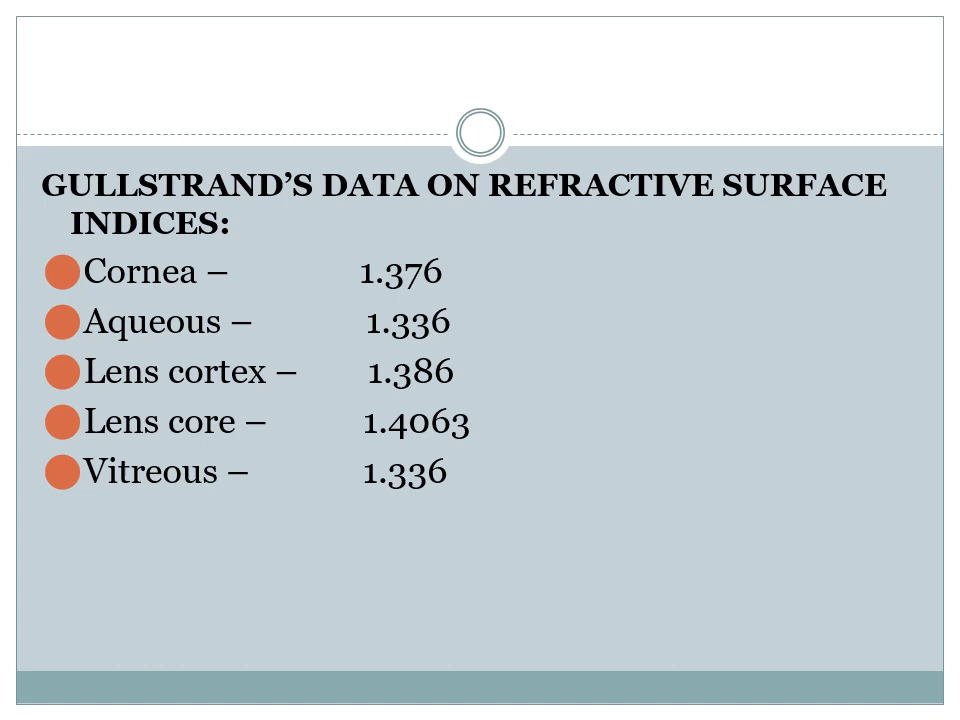 GULLSTRAND’S DATA ON REFRACTIVE SURFACE
INDICES:
Cornea – 1.376
Aqueous – 1.336
Lens cortex – 1.386
Lens core – 1.4063
Vitreous – 1.336